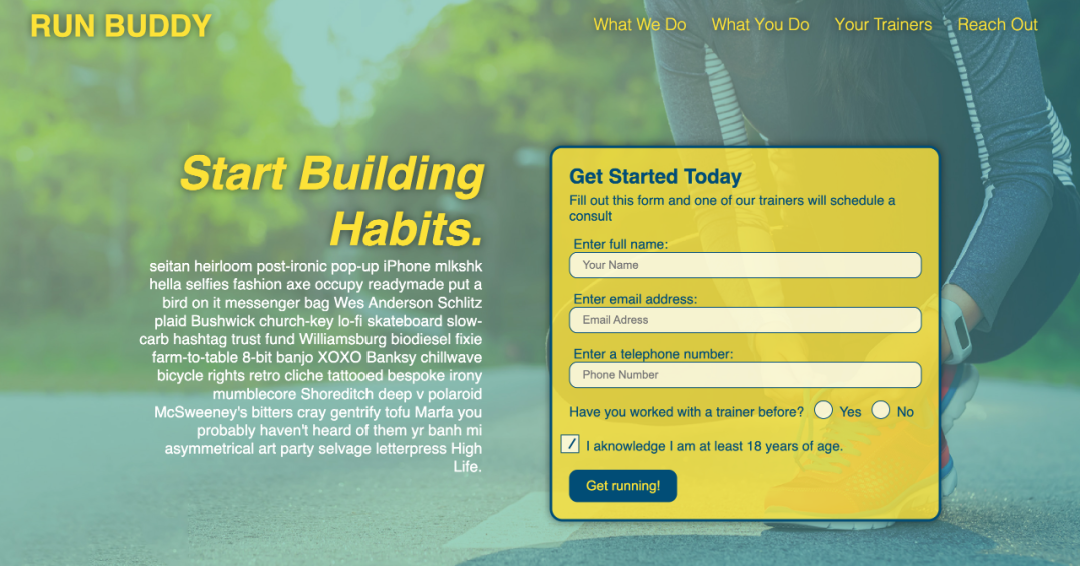 RUN BUDDY
What We Do
What You Do
Your Trainers
Reach Out
Start Building
Habits.
seitan heirloom post-ironic pop-up iPhone mlkshk
hella selfies fashion axe occupy readymade put a
bird on it messenger bag Wes Anderson Schlitz
plaid Bushwick church-key lo-fi skateboard slow-
carb hashtag trust fund Williamsburg biodiesel fixie
farm-to-table 8-bit banjo XOXO Banksy chillwave
bicycle rights retro cliche tattooed bespoke irony
mumblecore Shoreditch deep v polaroid
McSweeney's bitters cray gentrify tofu Marfa you
probably haven't heard of them yr banh mi
asymmetrical art party selvage letterpress High
Life.
Get Started Today
Fill out this form and one of our trainers will schedule a
consult
Enter full name:
Your Name
Enter email address:
Email Adress
Enter a telephone number:
Phone Number
Have you worked with a trainer before? Yes No
I aknowledge I am at least 18 years of age.
Get running!